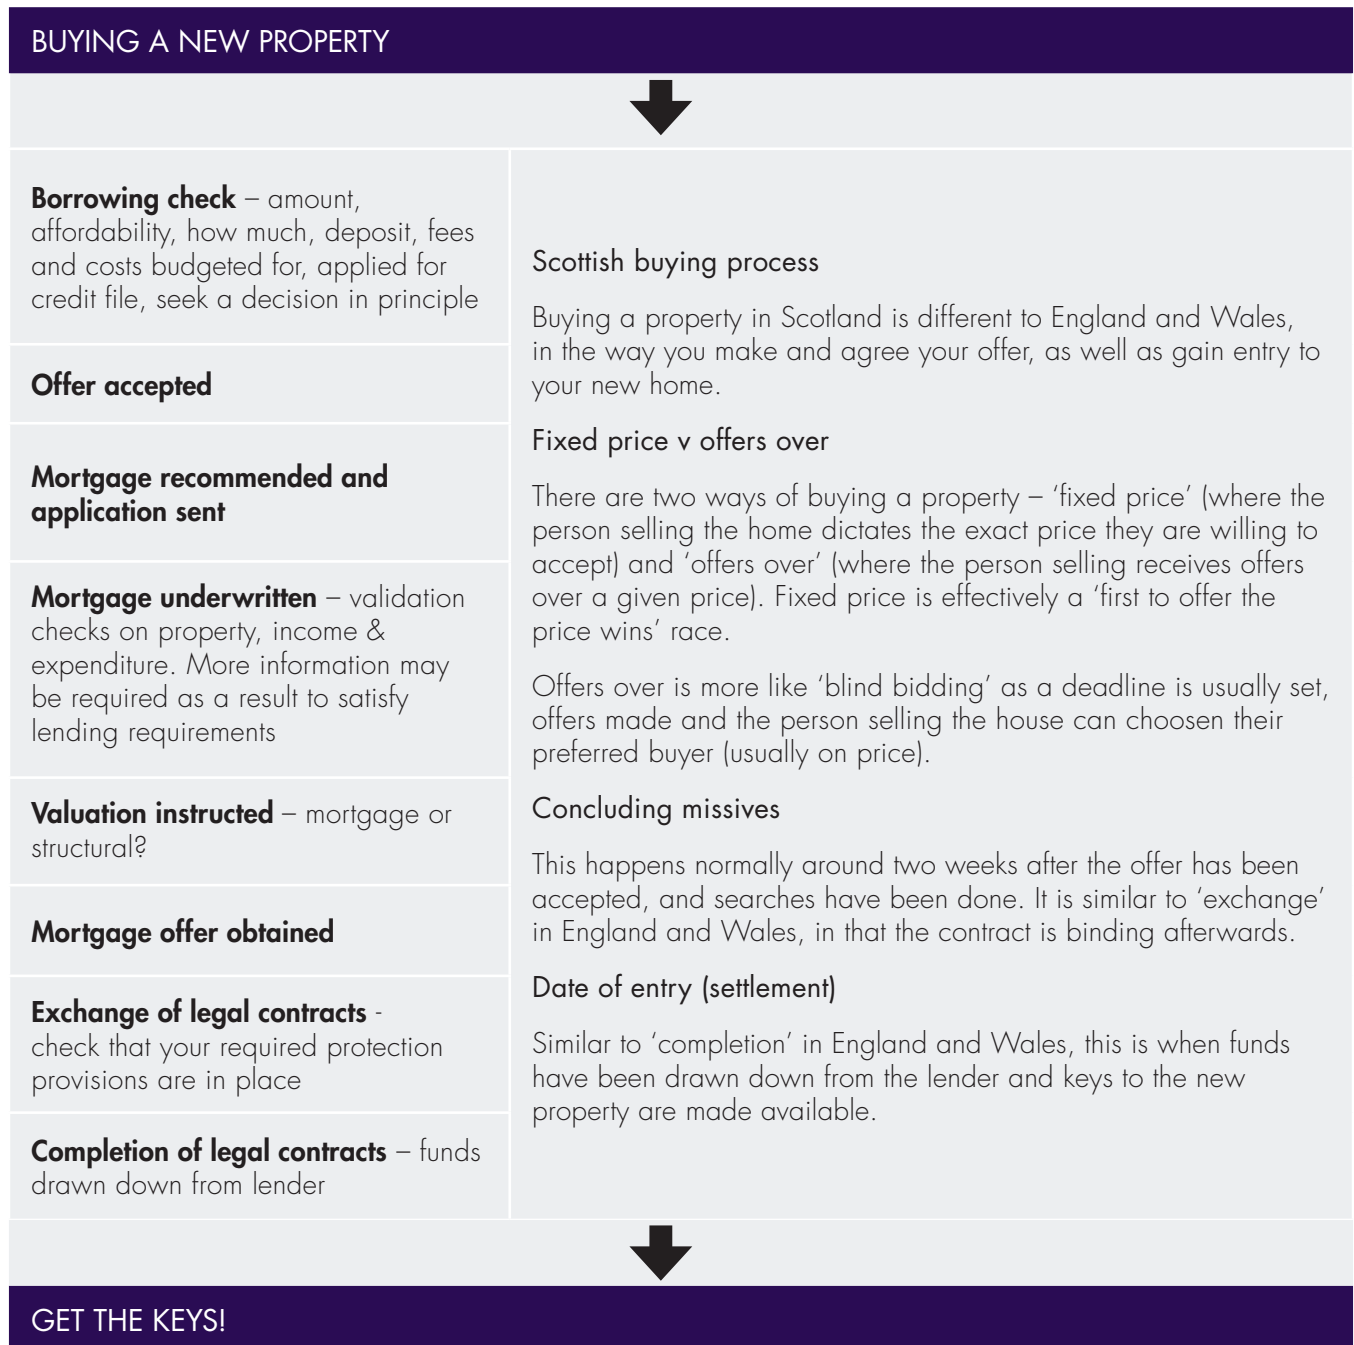 BUYING A NEW PROPERTY
Borrowing check – amount,
affordability, how much, deposit, fees
and costs budgeted for, applied for
credit file, seek a decision in principle
Offer accepted
Mortgage recommended and
application sent
Mortgage underwritten – validation
checks on property, income &
expenditure. More information may
be required as a result to satisfy
lending requirements
Valuation instructed – mortgage or
structural?
Mortgage offer obtained
Exchange of legal contracts -
check that your required protection
provisions are in place
Completion of legal contracts – funds
drawn down from lender
Scottish buying process
Buying a property in Scotland is different to England and Wales,
in the way you make and agree your offer, as well as gain entry to
your new home.
Fixed price v offers over
There are two ways of buying a property – ‘fixed price’ (where the
person selling the home dictates the exact price they are willing to
accept) and ‘offers over’ (where the person selling receives offers
over a given price). Fixed price is effectively a ‘first to offer the
price wins’ race.
Offers over is more like ‘blind bidding’ as a deadline is usually set,
offers made and the person selling the house can choosen their
preferred buyer (usually on price).
Concluding missives
This happens normally around two weeks after the offer has been
accepted, and searches have been done. It is similar to ‘exchange’
in England and Wales, in that the contract is binding afterwards.
Date of entry (settlement)
Similar to ‘completion’ in England and Wales, this is when funds
have been drawn down from the lender and keys to the new
property are made available.
GET THE KEYS!